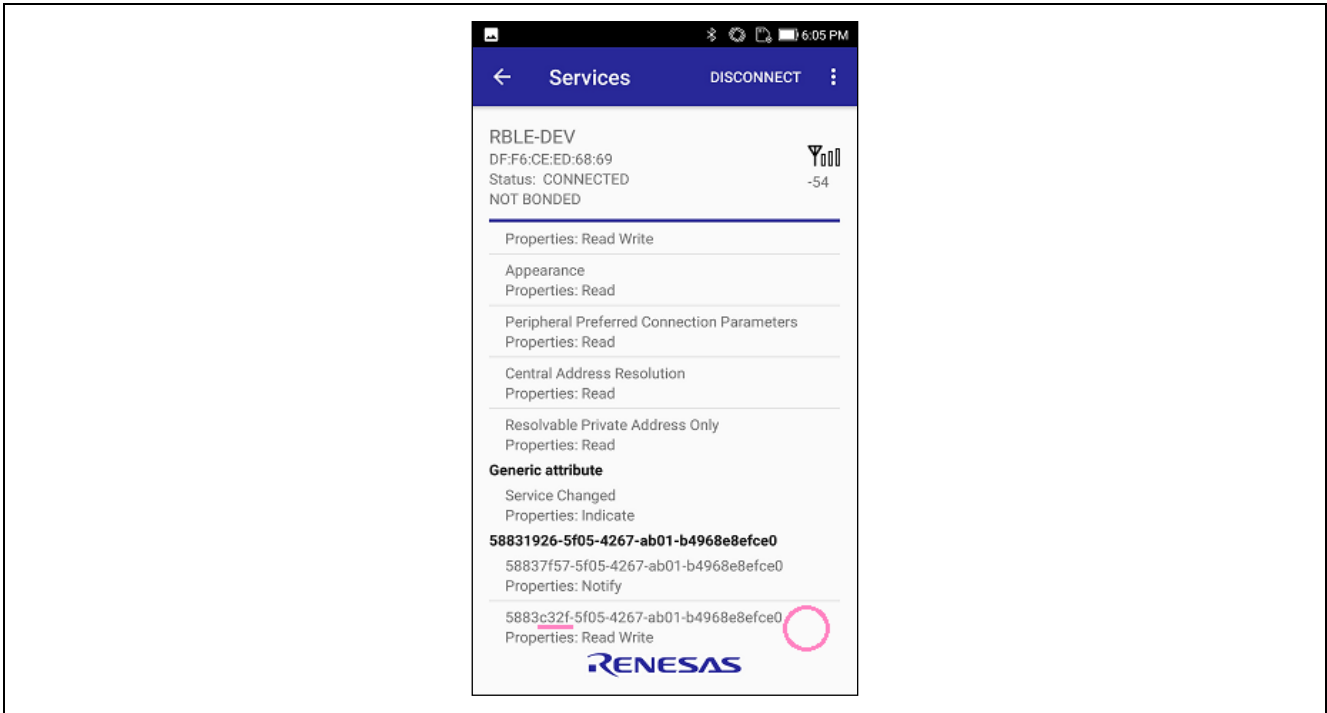 6:05 PM
Services DISCONNECT
RBLE-DEV
DF:F6:CE:ED:68:69
Status: CONNECTED
-54
NOT BONDED
Properties: Read Write
Appearance
Properties: Read
Peripheral Preferred Connection Parameters
Properties: Read
Central Address Resolution
Properties: Read
Resolvable Private Address Only
Properties: Read
Generic attribute
Service Changed
Properties: Indicate
58831926-5f05-4267-ab01-b4968e8efce0
58837f57-5f05-4267-ab01-b4968e8efce0
Properties: Notify
5883c32f-5f05-4267-ab01-b4968e8efce0
Properties: Read Write
RENESAS